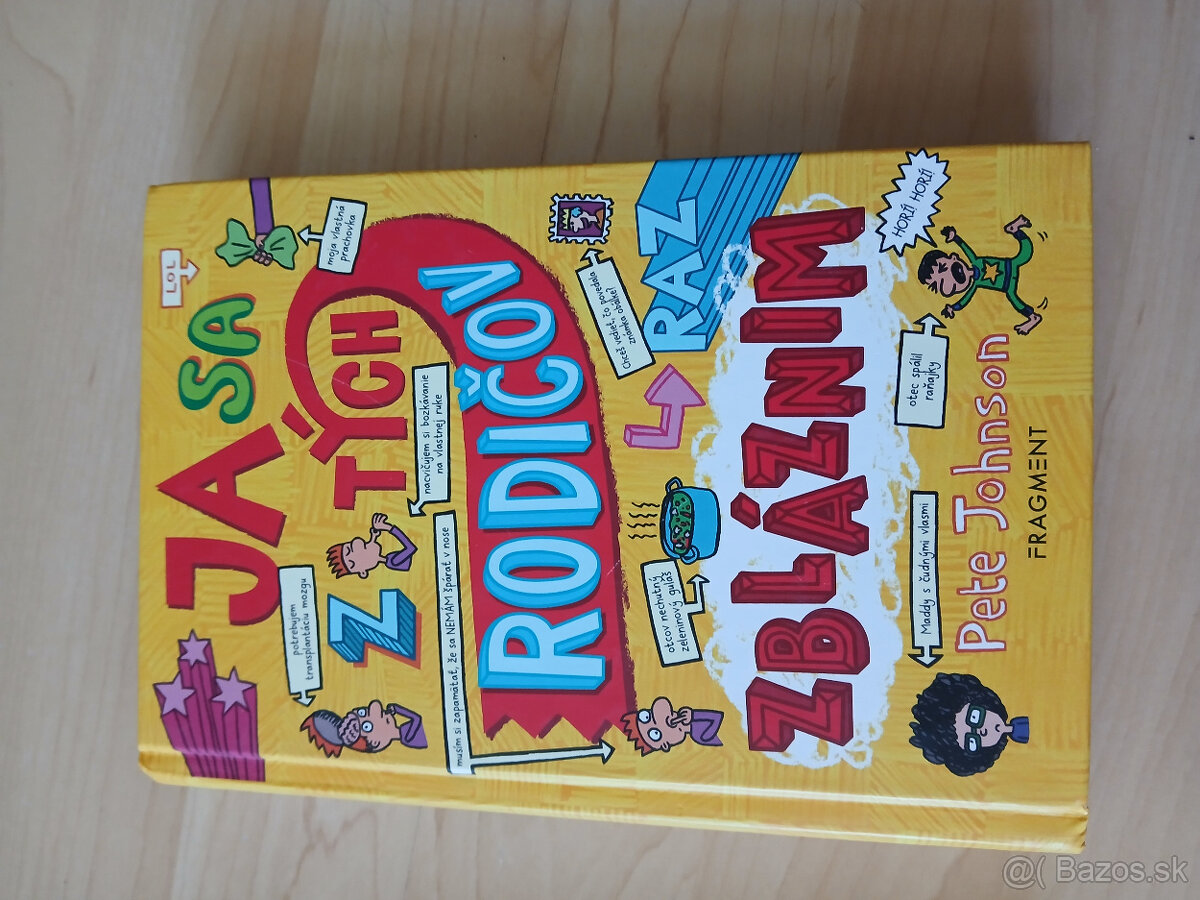 LOL
JA SA
moja vlastná
prachovka
potrebujem
transplantáciu mozgu
Z TÝCH
nacvičujem si bozkávanie
na vlastnej ruke
musím si zapamätať, že sa NEMÁM špárať v nose
RODIČOV
Chceš vedieť, čo povedala
známka obálke?
RAZ
otcov nechutný
zeleninový guláš
ZBLÁZNIM
HORÍ! HORÍ!
otec spálil
raňajky
Maddy s čudnými vlasmi
Pete Johnson
FRAGMENT
@( Bazos.sk